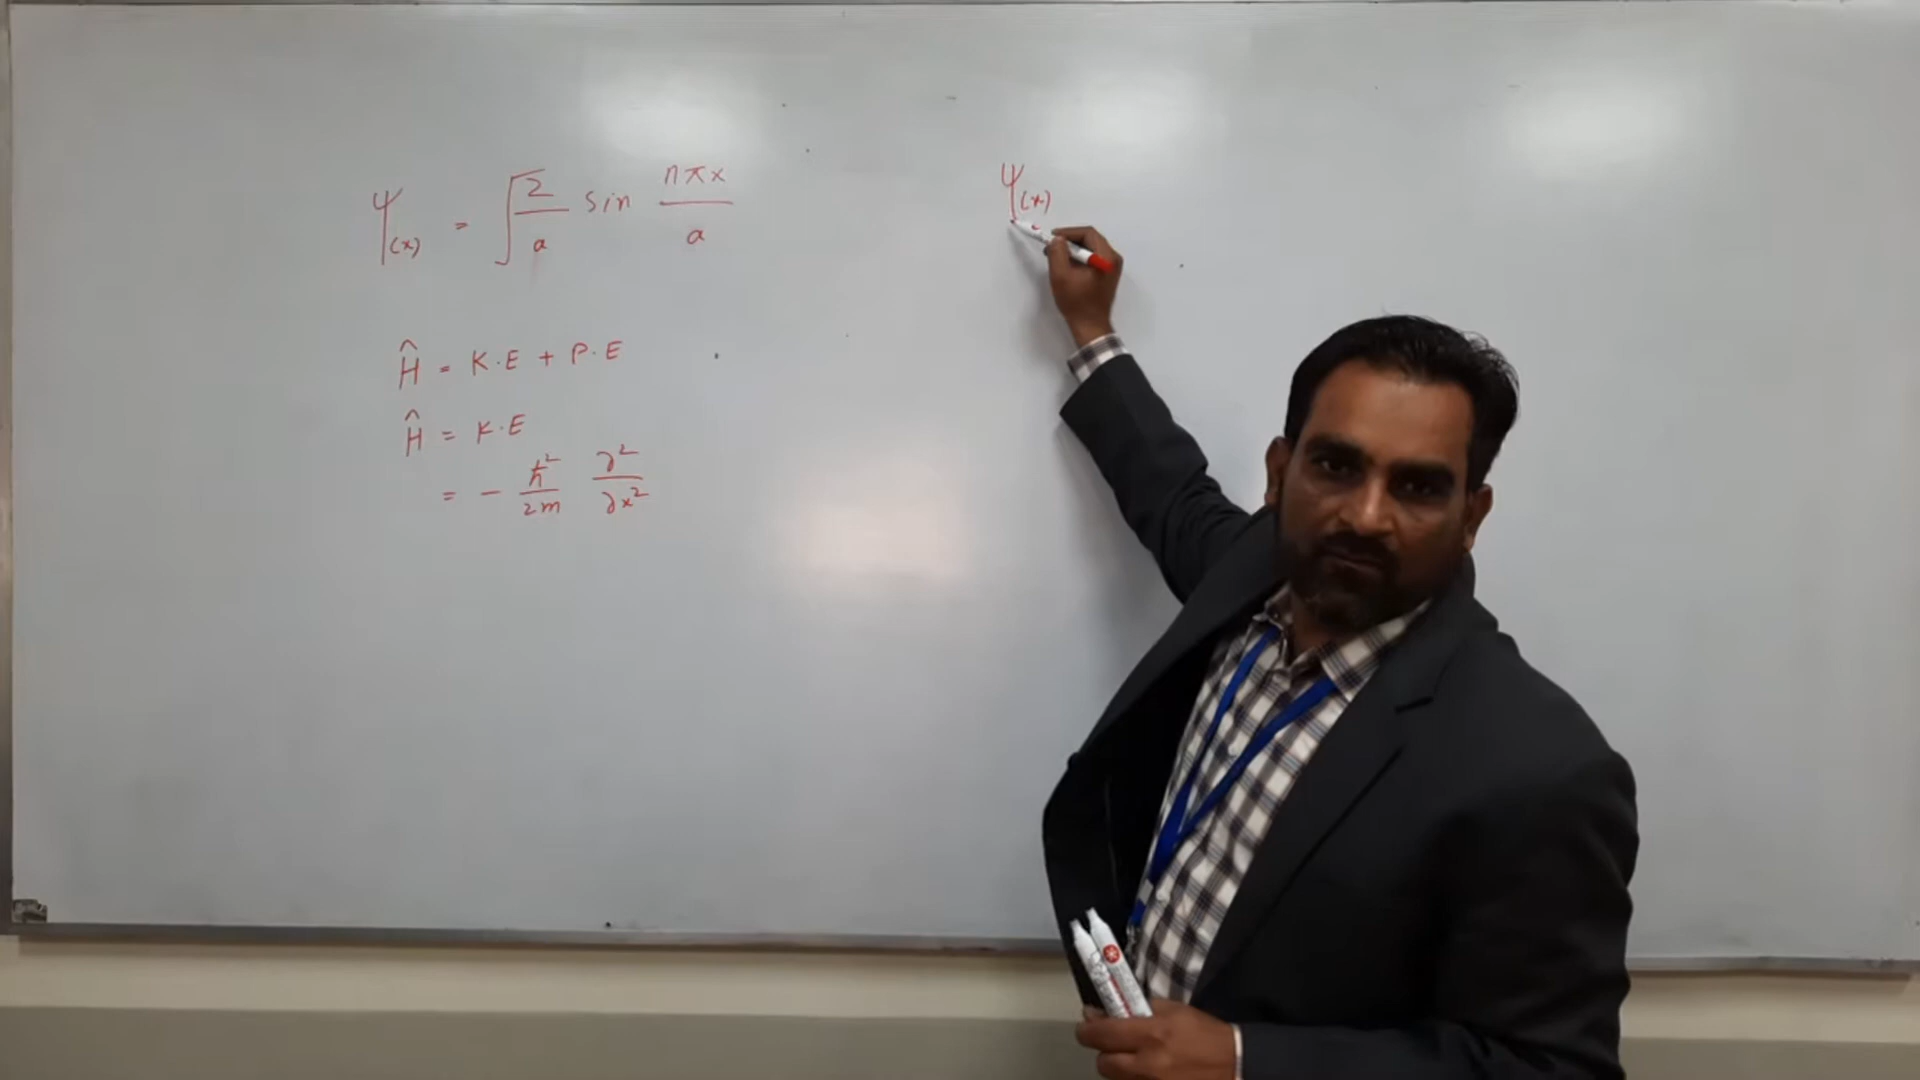 ψ(x) = √(2/a) sin nπx/a
Ĥ = K.E + P.E
Ĥ = K.E
= - ℏ²/2m ∂²/∂x²
ψ(x)